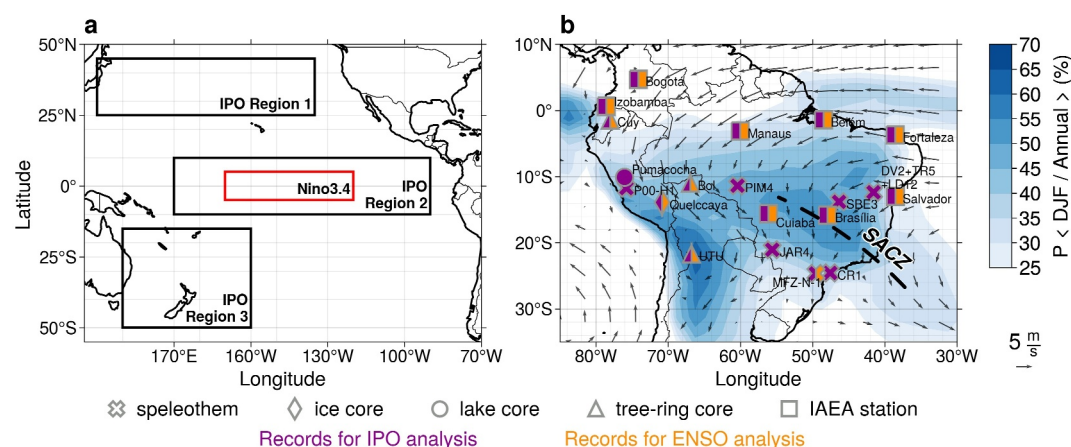 a
50°N
25°N
0°
25°S
50°S
Latitude
IPO Region 1
Nino3.4
IPO
Region 2
IPO
Region 3
170°E
160°W
130°W
100°W
70°W
Longitude
b
10°N
0°
10°S
20°S
30°S
Bogota
Izobamba
Cuy
Manaus
Belém
Fortaleza
Pumacocha
P00-H1
Bol
PIM4
DV2+TR5
+LD12
SBE3
Salvador
Quelccaya
Cuiabá
Brasília
SACZ
UTU
JAR4
MFZ-N-1
CR1
80°W
70°W
60°W
50°W
40°W
30°W
Longitude
70
65
60
55
50
45
40
35
30
25
P < DJF / Annual > (%)
5 m/s
speleothem
ice core
lake core
tree-ring core
IAEA station
Records for IPO analysis
Records for ENSO analysis